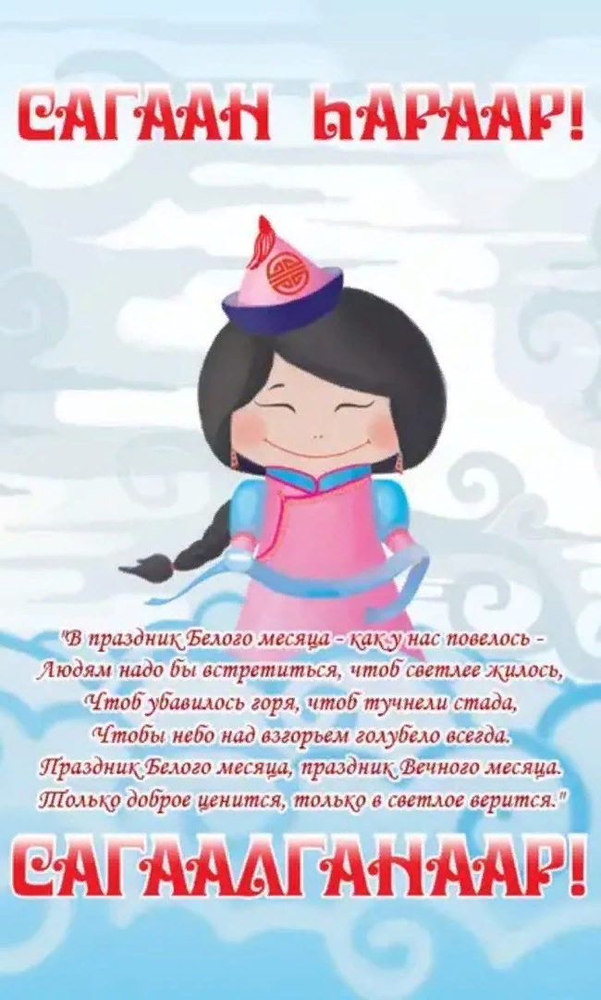 САГААН ҺАРААР!
"В праздник Белого месяца - как у нас повелось -
Людям надо бы встретиться, чтоб светлее жилось,
Чтоб убавилось горя, чтоб тучнели стада,
Чтобы небо над взгорьем голубело всегда.
Праздник Белого месяца, праздник Вечного месяца.
Только доброе ценится, только в светлое верится."
САГААЛГАНААР!